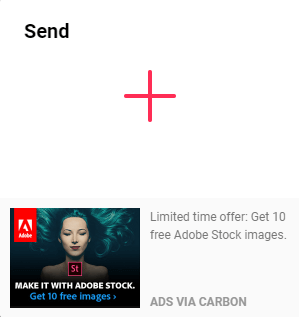 Send
Adobe
St
MAKE IT WITH ADOBE STOCK.
Get 10 free images ›
Limited time offer: Get 10
free Adobe Stock images.
ADS VIA CARBON